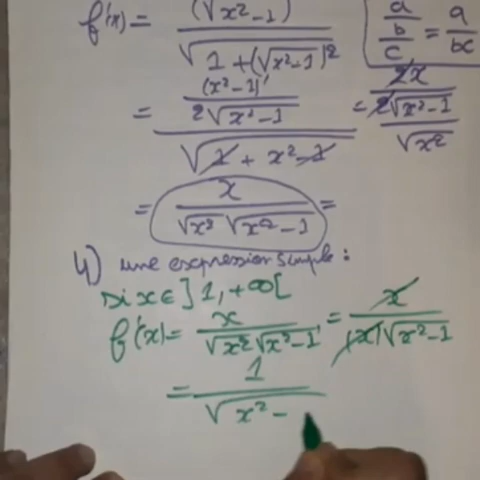 f'(x) = (√x²-1)' / √1+(√x²-1)²
a/b/c = a/bc
= (x²-1)' / 2√x²-1 / √1 + x²-1 = 2x / 2√x²-1 / √x²
= x / √x² √x²-1 =
4) une expression simple :
Si x ∈ ]1, +∞[
f'(x) = x / √x² √x²-1 = x / |x| √x²-1
= 1 / √x² -